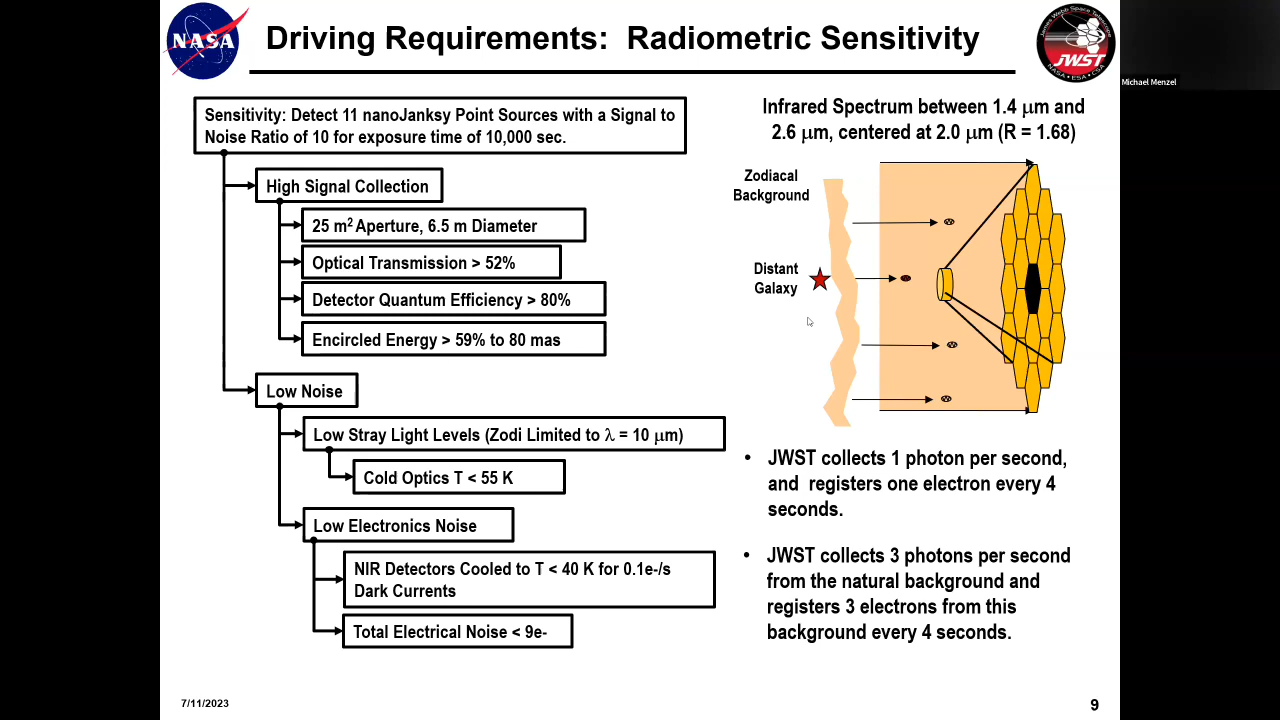 NASA
Driving Requirements: Radiometric Sensitivity
James Webb Space Telescope
JWST
NASA • ESA • CSA
Michael Menzel
Sensitivity: Detect 11 nanoJanksy Point Sources with a Signal to
Noise Ratio of 10 for exposure time of 10,000 sec.
High Signal Collection
25 m² Aperture, 6.5 m Diameter
Optical Transmission > 52%
Detector Quantum Efficiency > 80%
Encircled Energy > 59% to 80 mas
Low Noise
Low Stray Light Levels (Zodi Limited to λ = 10 μm)
Cold Optics T < 55 K
Low Electronics Noise
NIR Detectors Cooled to T < 40 K for 0.1e-/s
Dark Currents
Total Electrical Noise < 9e-
Infrared Spectrum between 1.4 μm and
2.6 μm, centered at 2.0 μm (R = 1.68)
Zodiacal
Background
Distant
Galaxy
• JWST collects 1 photon per second,
and registers one electron every 4
seconds.
• JWST collects 3 photons per second
from the natural background and
registers 3 electrons from this
background every 4 seconds.
7/11/2023
9